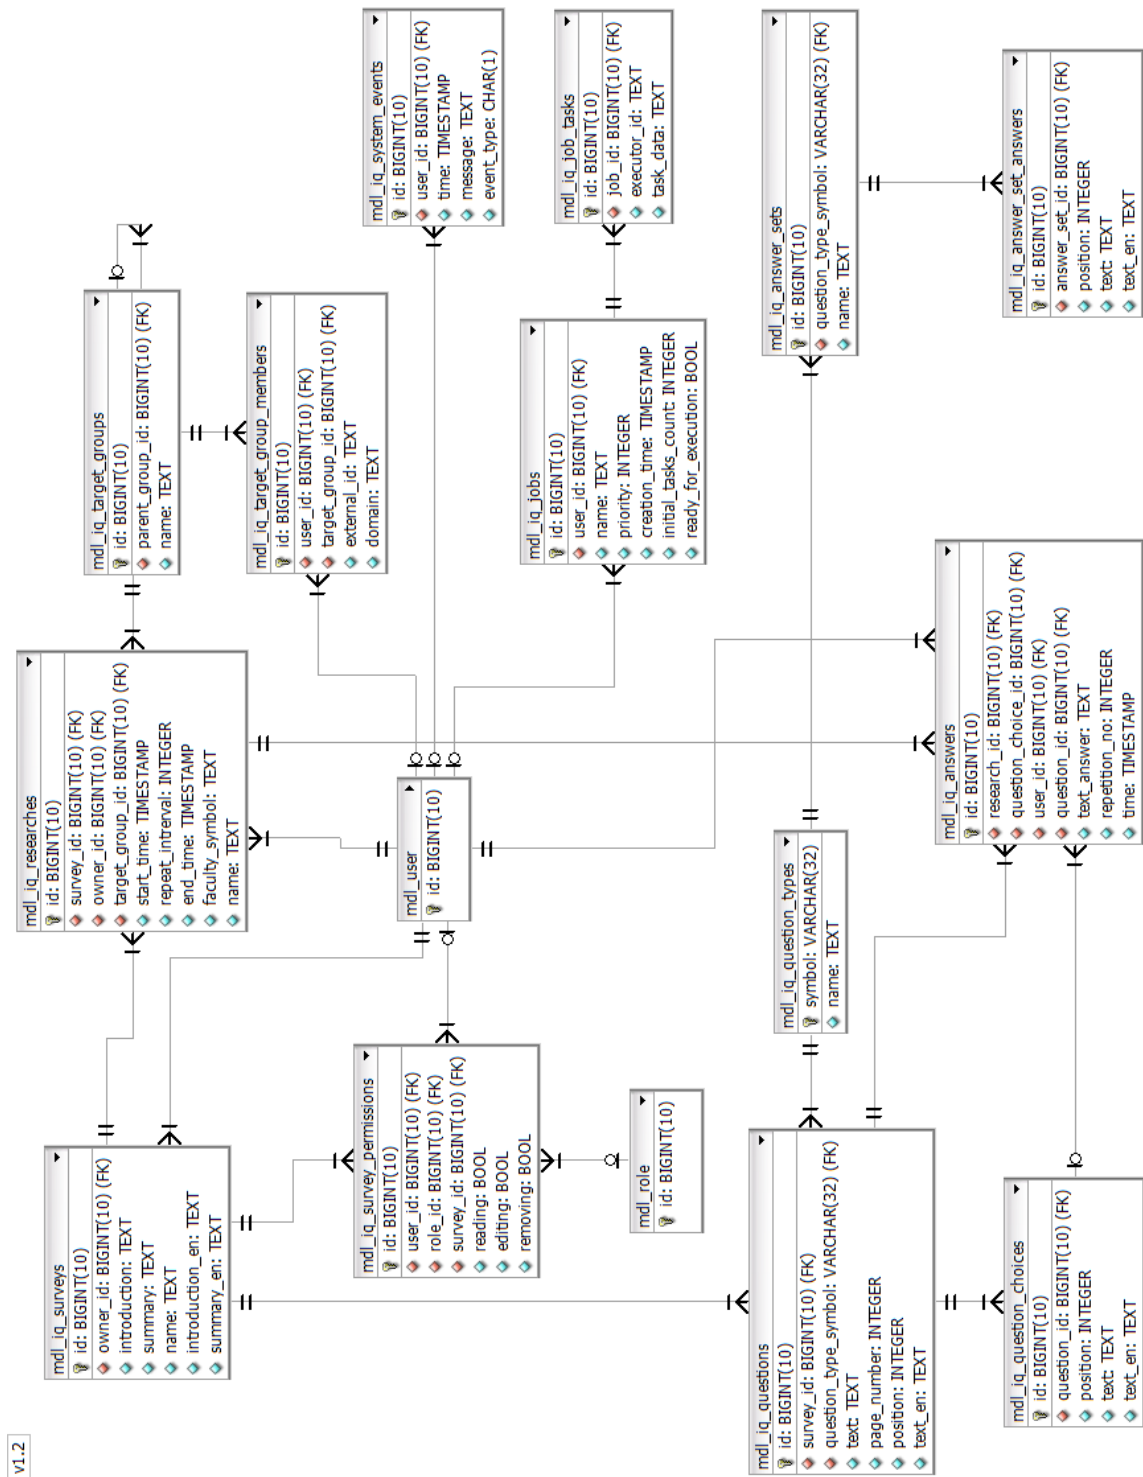 v1.2
mdl_iq_surveys
id: BIGINT(10)
owner_id: BIGINT(10) (FK)
introduction: TEXT
summary: TEXT
name: TEXT
introduction_en: TEXT
summary_en: TEXT
mdl_iq_researches
id: BIGINT(10)
survey_id: BIGINT(10) (FK)
owner_id: BIGINT(10) (FK)
target_group_id: BIGINT(10) (FK)
start_time: TIMESTAMP
repeat_interval: INTEGER
end_time: TIMESTAMP
faculty_symbol: TEXT
name: TEXT
mdl_iq_target_groups
id: BIGINT(10)
parent_group_id: BIGINT(10) (FK)
name: TEXT
mdl_iq_target_group_members
id: BIGINT(10)
user_id: BIGINT(10) (FK)
target_group_id: BIGINT(10) (FK)
external_id: TEXT
domain: TEXT
mdl_iq_system_events
id: BIGINT(10)
user_id: BIGINT(10) (FK)
time: TIMESTAMP
message: TEXT
event_type: CHAR(1)
mdl_iq_survey_permissions
id: BIGINT(10)
user_id: BIGINT(10) (FK)
role_id: BIGINT(10) (FK)
survey_id: BIGINT(10) (FK)
reading: BOOL
editing: BOOL
removing: BOOL
mdl_user
id: BIGINT(10)
mdl_iq_jobs
id: BIGINT(10)
user_id: BIGINT(10) (FK)
name: TEXT
priority: INTEGER
creation_time: TIMESTAMP
initial_tasks_count: INTEGER
ready_for_execution: BOOL
mdl_iq_job_tasks
id: BIGINT(10)
job_id: BIGINT(10) (FK)
executor_id: TEXT
task_data: TEXT
mdl_role
id: BIGINT(10)
mdl_iq_questions
id: BIGINT(10)
survey_id: BIGINT(10) (FK)
question_type_symbol: VARCHAR(32) (FK)
text: TEXT
page_number: INTEGER
position: INTEGER
text_en: TEXT
mdl_iq_question_types
symbol: VARCHAR(32)
name: TEXT
mdl_iq_answer_sets
id: BIGINT(10)
question_type_symbol: VARCHAR(32) (FK)
name: TEXT
mdl_iq_question_choices
id: BIGINT(10)
question_id: BIGINT(10) (FK)
position: INTEGER
text: TEXT
text_en: TEXT
mdl_iq_answers
id: BIGINT(10)
research_id: BIGINT(10) (FK)
question_choice_id: BIGINT(10) (FK)
user_id: BIGINT(10) (FK)
question_id: BIGINT(10) (FK)
text_answer: TEXT
repetition_no: INTEGER
time: TIMESTAMP
mdl_iq_answer_set_answers
id: BIGINT(10)
answer_set_id: BIGINT(10) (FK)
position: INTEGER
text: TEXT
text_en: TEXT